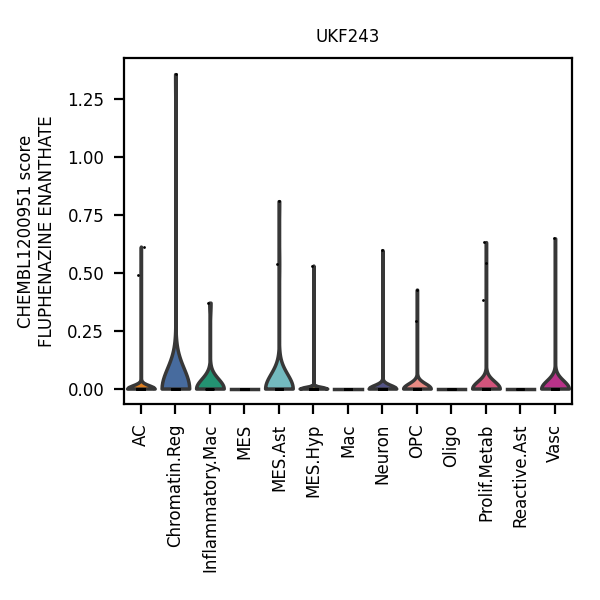 UKF243
CHEMBL1200951 score
FLUPHENAZINE ENANTHATE
1.25
1.00
0.75
0.50
0.25
0.00
AC
Chromatin.Reg
Inflammatory.Mac
MES
MES.Ast
MES.Hyp
Mac
Neuron
OPC
Oligo
Prolif.Metab
Reactive.Ast
Vasc